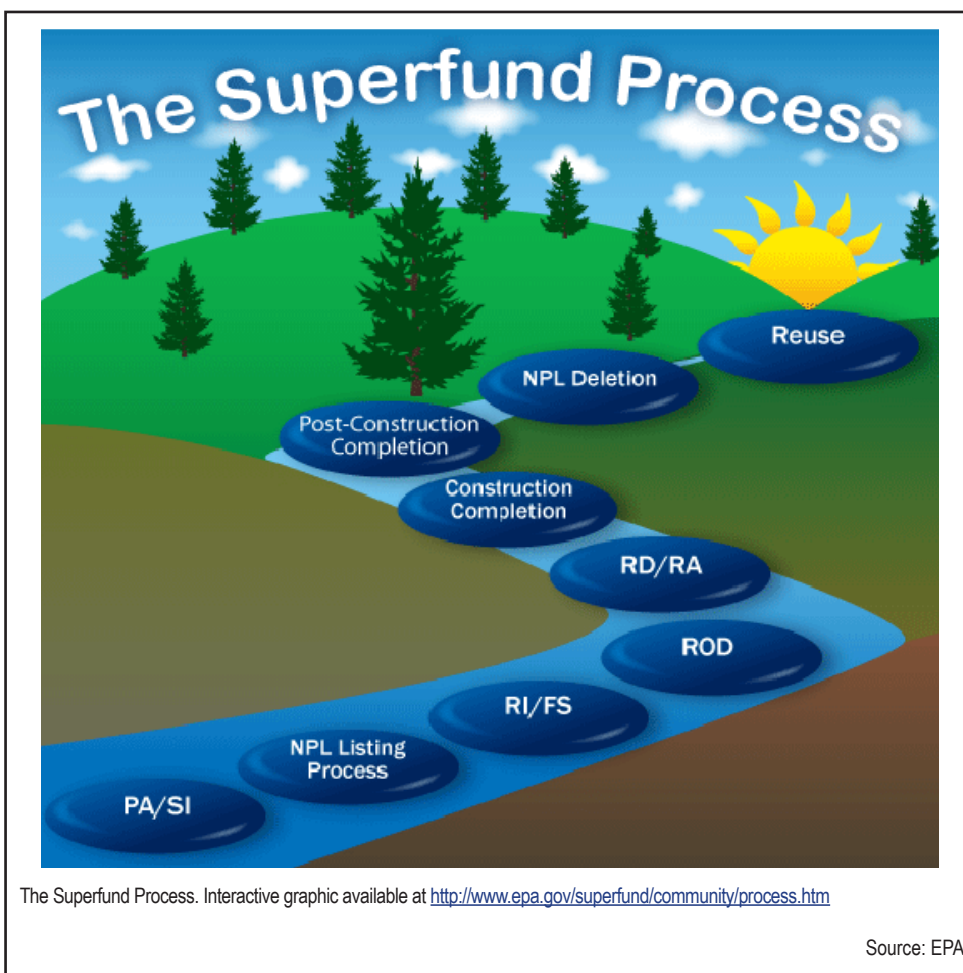 The Superfund Process
Reuse
NPL Deletion
Post-Construction
Completion
Construction
Completion
RD/RA
ROD
RI/FS
NPL Listing
Process
PA/SI
The Superfund Process. Interactive graphic available at http://www.epa.gov/superfund/community/process.htm
Source: EPA